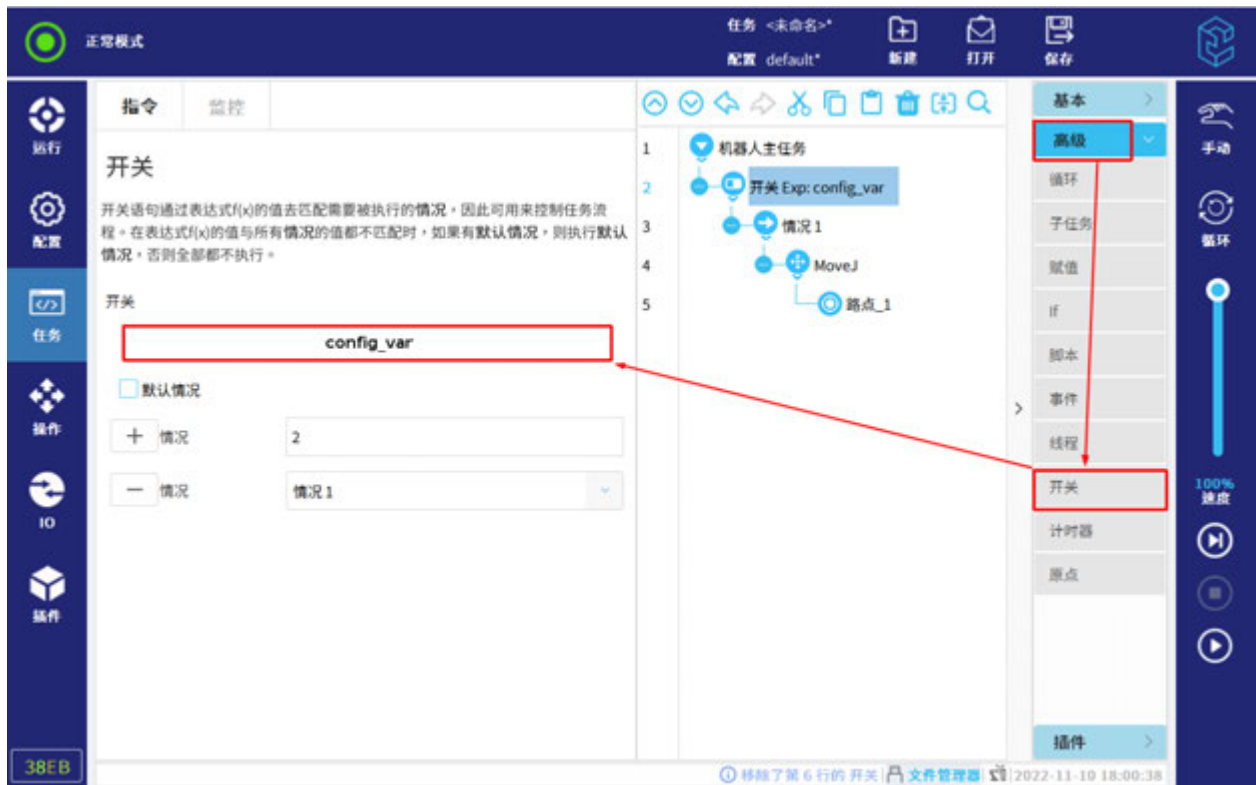 正常模式
任务 <未命名>*
配置 default*
新建
打开
保存
运行
配置
任务
操作
IO
插件
38EB
指令 监控
开关
开关语句通过表达式f(x)的值去匹配需要被执行的情况，因此可用来控制任务流
程。在表达式f(x)的值与所有情况的值都不匹配时，如果有默认情况，则执行默认
情况，否则全部都不执行。
开关
config_var
默认情况
+ 情况 2
— 情况 情况 1
1 机器人主任务
2 开关 Exp: config_var
3 情况 1
4 MoveJ
5 路点_1
基本
高级
循环
子任务
赋值
if
脚本
事件
线程
开关
计时器
原点
插件
手动
循环
100%
速度
移除了第 6 行的 开关
文件管理器
2022-11-10 18:00:38